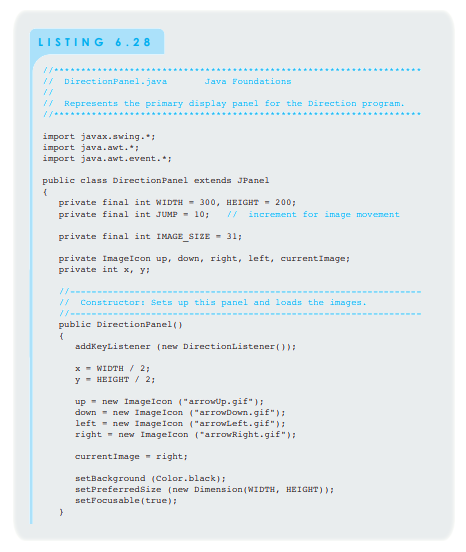 LISTING 6.28
//********************************************************************
//  DirectionPanel.java       Java Foundations
//
//  Represents the primary display panel for the Direction program.
//********************************************************************
import javax.swing.*;
import java.awt.*;
import java.awt.event.*;
public class DirectionPanel extends JPanel
{
   private final int WIDTH = 300, HEIGHT = 200;
   private final int JUMP = 10;   //  increment for image movement
   private final int IMAGE_SIZE = 31;
   private ImageIcon up, down, right, left, currentImage;
   private int x, y;
   //-----------------------------------------------------------------
   //  Constructor: Sets up this panel and loads the images.
   //-----------------------------------------------------------------
   public DirectionPanel()
   {
      addKeyListener (new DirectionListener());
      x = WIDTH / 2;
      y = HEIGHT / 2;
      up = new ImageIcon ("arrowUp.gif");
      down = new ImageIcon ("arrowDown.gif");
      left = new ImageIcon ("arrowLeft.gif");
      right = new ImageIcon ("arrowRight.gif");
      currentImage = right;
      setBackground (Color.black);
      setPreferredSize (new Dimension(WIDTH, HEIGHT));
      setFocusable(true);
   }